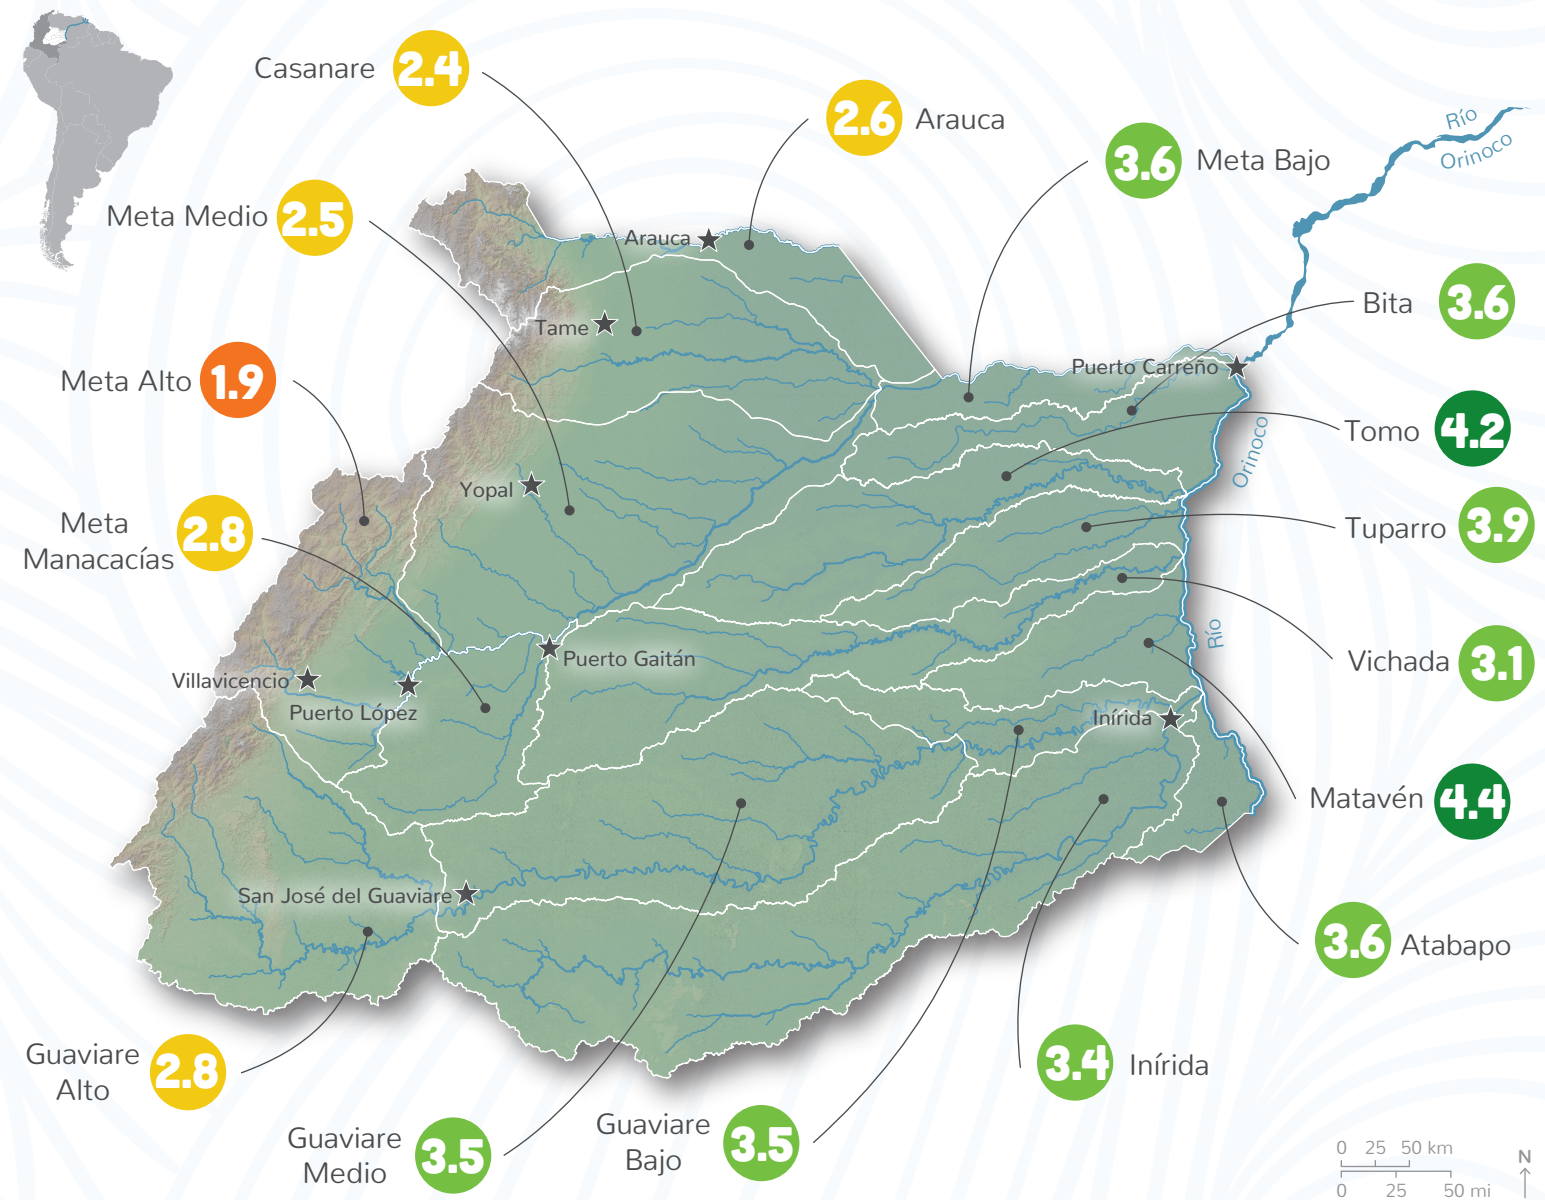 Casanare
2.4
2.6
Arauca
3.6
Meta Bajo
Río
Orinoco
Meta Medio
2.5
Arauca
Bita
3.6
Tame
Puerto Carreño
Meta Alto
1.9
Tomo
4.2
Orinoco
Yopal
Meta
Manacacías
2.8
Tuparro
3.9
Río
Vichada
3.1
Puerto Gaitán
Villavicencio
Puerto López
Inírida
Matavén
4.4
San José del Guaviare
3.6
Atabapo
Guaviare
Alto
2.8
3.4
Inírida
Guaviare
Medio
3.5
Guaviare
Bajo
3.5
0 25 50 km
0 25 50 mi
N